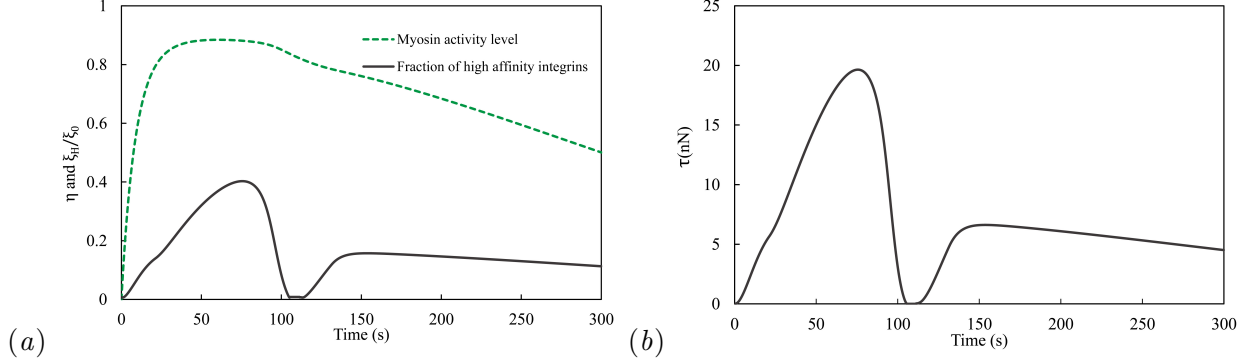 1
0.8
0.6
0.4
0.2
0
η and ξH/ξ0
Myosin activity level
Fraction of high affinity integrins
0 50 100 150 200 250 300
Time (s)
(a)
25
20
15
10
5
0
τ(nN)
0 50 100 150 200 250 300
Time (s)
(b)